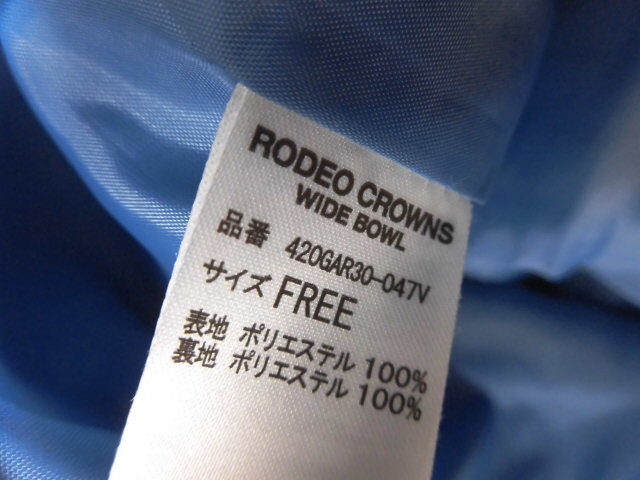 RODEO CROWNS
WIDE BOWL
品番 420GAR30-047V
サイズ FREE
表地 ポリエステル 100%
裏地 ポリエステル 100%